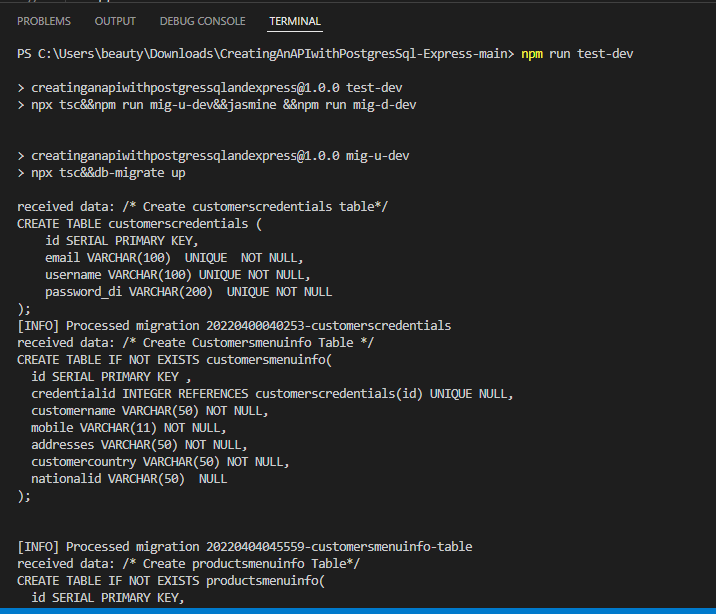 PROBLEMS OUTPUT DEBUG CONSOLE TERMINAL
PS C:\Users\beauty\Downloads\CreatingAnAPIwithPostgresSql-Express-main> npm run test-dev
> creatinganapiwithpostgressqlandexpress@1.0.0 test-dev
> npx tsc&&npm run mig-u-dev&&jasmine &&npm run mig-d-dev
> creatinganapiwithpostgressqlandexpress@1.0.0 mig-u-dev
> npx tsc&&db-migrate up
received data: /* Create customerscredentials table*/
CREATE TABLE customerscredentials (
id SERIAL PRIMARY KEY,
email VARCHAR(100)  UNIQUE  NOT NULL,
username VARCHAR(100) UNIQUE NOT NULL,
password_di VARCHAR(200)  UNIQUE NOT NULL
);
[INFO] Processed migration 20220400040253-customerscredentials
received data: /* Create Customersmenuinfo Table */
CREATE TABLE IF NOT EXISTS customersmenuinfo(
id SERIAL PRIMARY KEY ,
credentialid INTEGER REFERENCES customerscredentials(id) UNIQUE NULL,
customername VARCHAR(50) NOT NULL,
mobile VARCHAR(11) NOT NULL,
addresses VARCHAR(50) NOT NULL,
customercountry VARCHAR(50) NOT NULL,
nationalid VARCHAR(50)  NULL
);
[INFO] Processed migration 20220404045559-customersmenuinfo-table
received data: /* Create productsmenuinfo Table*/
CREATE TABLE IF NOT EXISTS productsmenuinfo(
id SERIAL PRIMARY KEY,